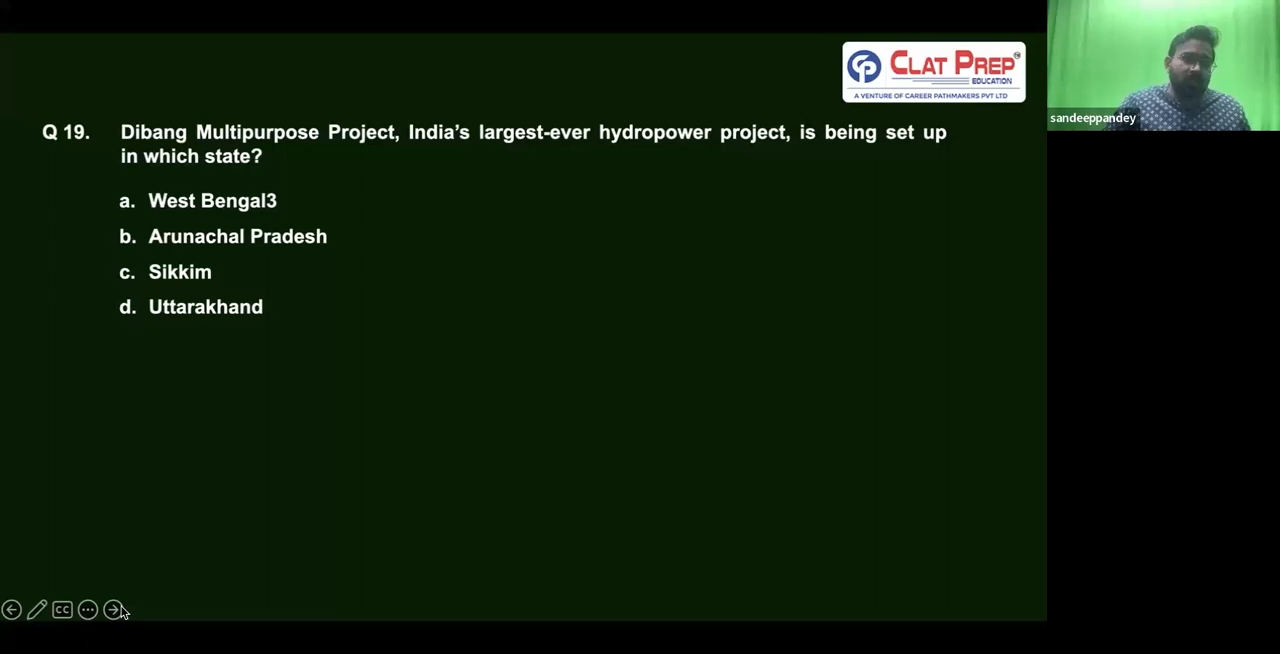 CLAT PREP
EDUCATION
A VENTURE OF CAREER PATHMAKERS PVT LTD
sandeeppandey
Q 19. Dibang Multipurpose Project, India’s largest-ever hydropower project, is being set up
in which state?
a. West Bengal3
b. Arunachal Pradesh
c. Sikkim
d. Uttarakhand
CC